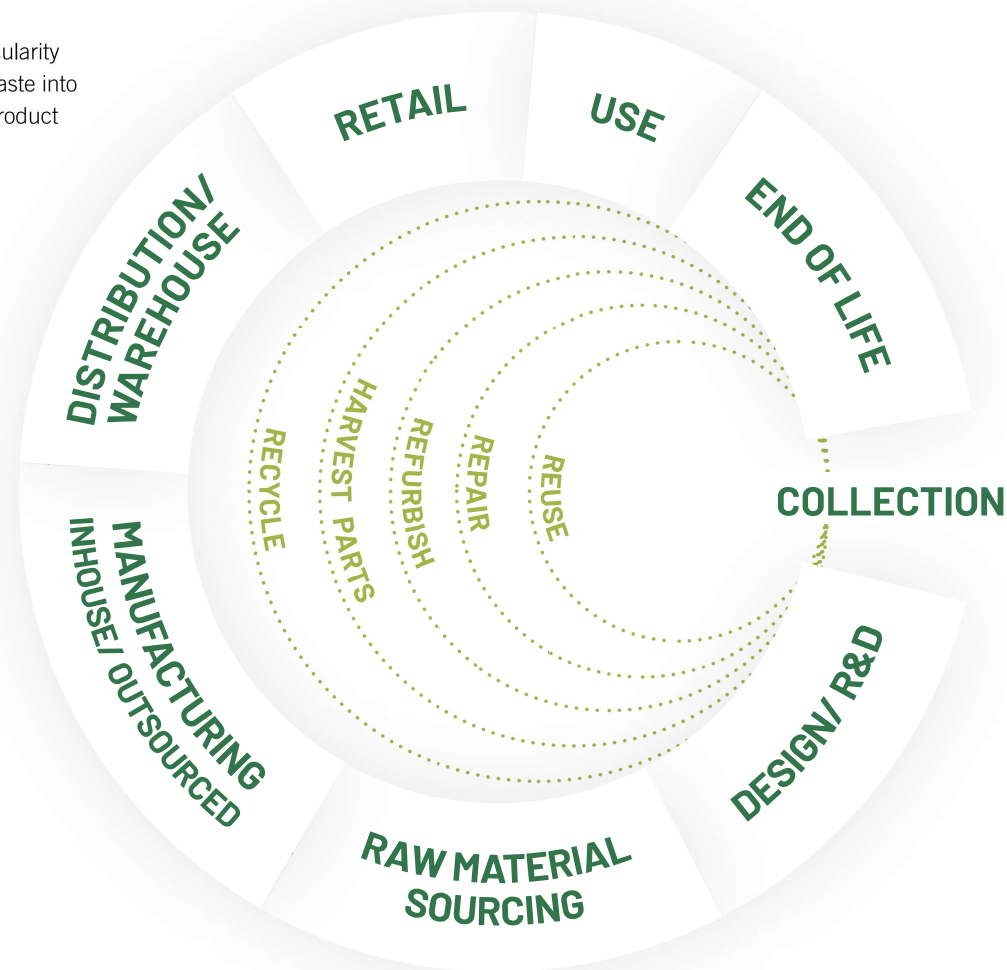 aste into
roduct
RETAIL
USE
END OF LIFE
DISTRIBUTION/
WAREHOUSE
COLLECTION
RECYCLE
HARVEST PARTS
REFURBISH
REPAIR
REUSE
MANUFACTURING
INHOUSE/ OUTSOURCED
DESIGN/ R&D
RAW MATERIAL
SOURCING